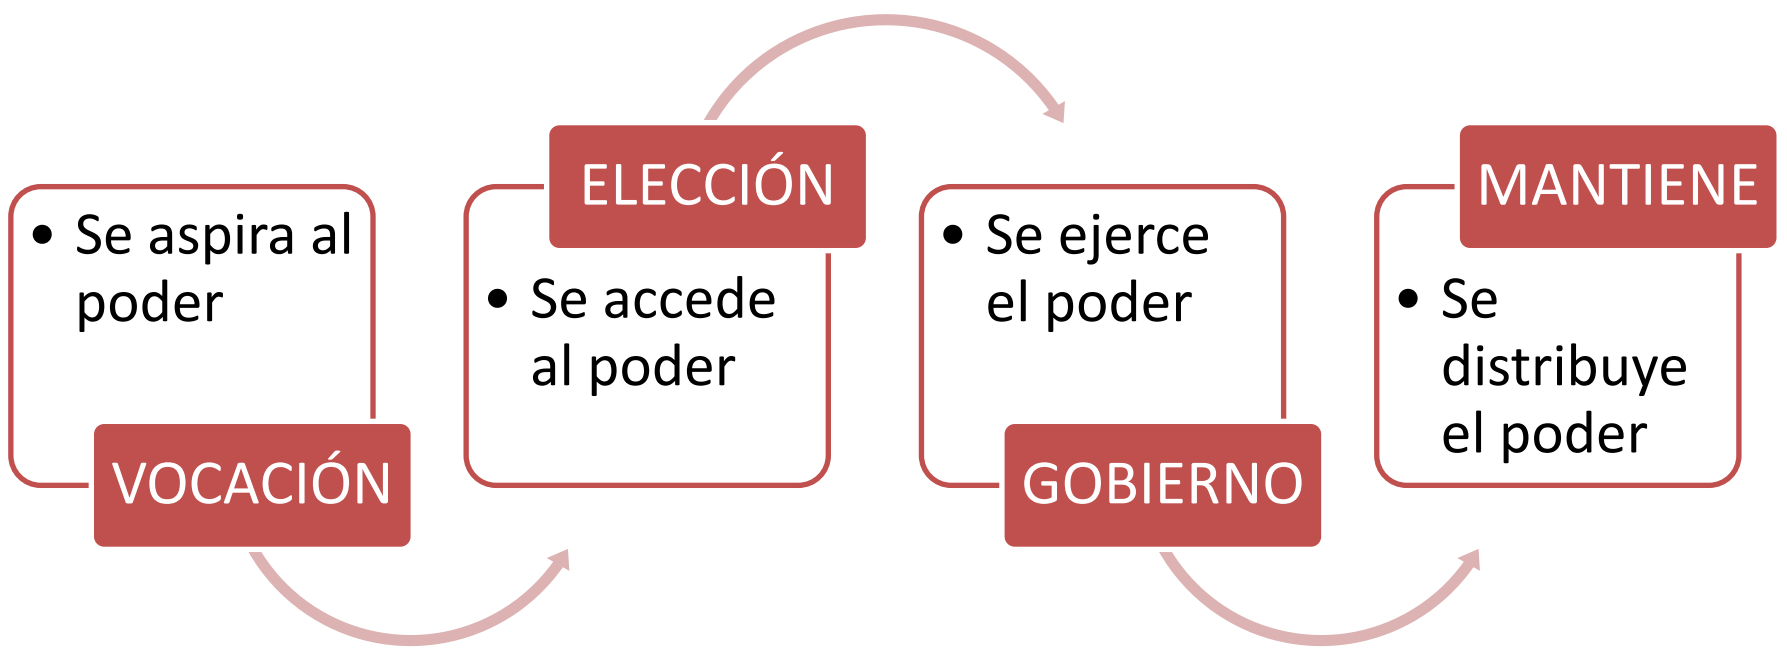 • Se aspira al
poder
VOCACIÓN
ELECCIÓN
• Se accede
al poder
• Se ejerce
el poder
GOBIERNO
MANTIENE
• Se
distribuye
el poder